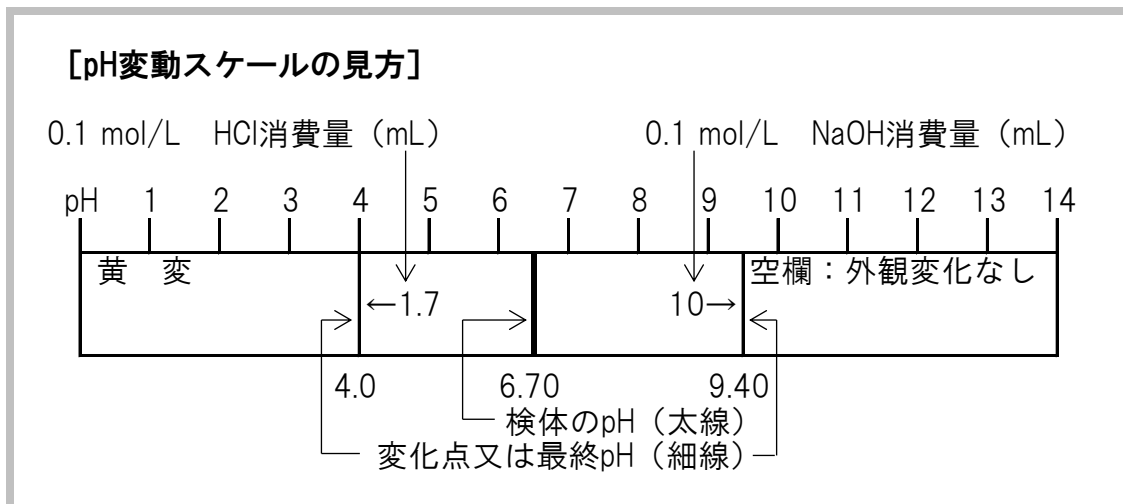 [pH変動スケールの見方]
0.1 mol/L HCl消費量（mL） 0.1 mol/L NaOH消費量（mL）
pH 1 2 3 4 5 6 7 8 9 10 11 12 13 14
黄 変 空欄：外観変化なし
←1.7 10→
4.0 6.70 9.40
検体のpH（太線）
変化点又は最終pH（細線）